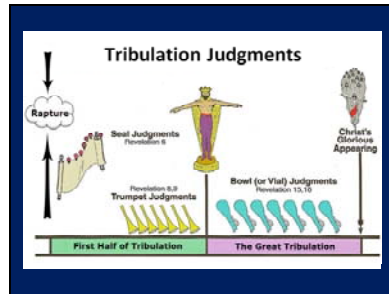 Tribulation Judgments
Rapture
Seal Judgments
Revelation 6
Christ's
Glorious
Appearing
Revelation 8,9
Trumpet Judgments
Bowl (or Vial) Judgments
Revelation 15,16
First Half of Tribulation
The Great Tribulation